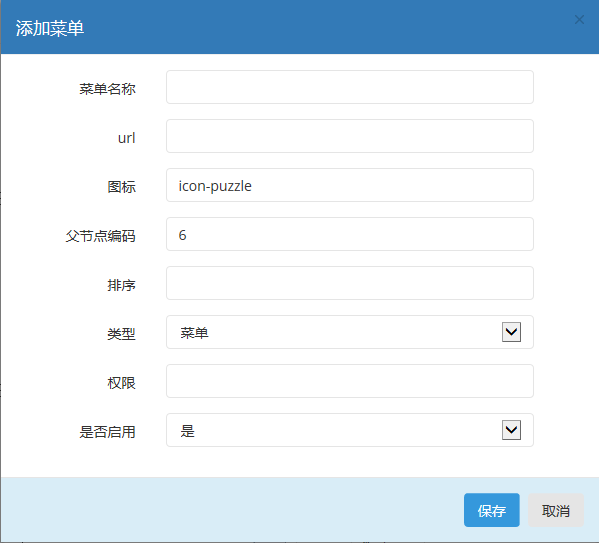 添加菜单
×
菜单名称
url
图标 icon-puzzle
父节点编码 6
排序
类型 菜单
权限
是否启用 是
保存 取消